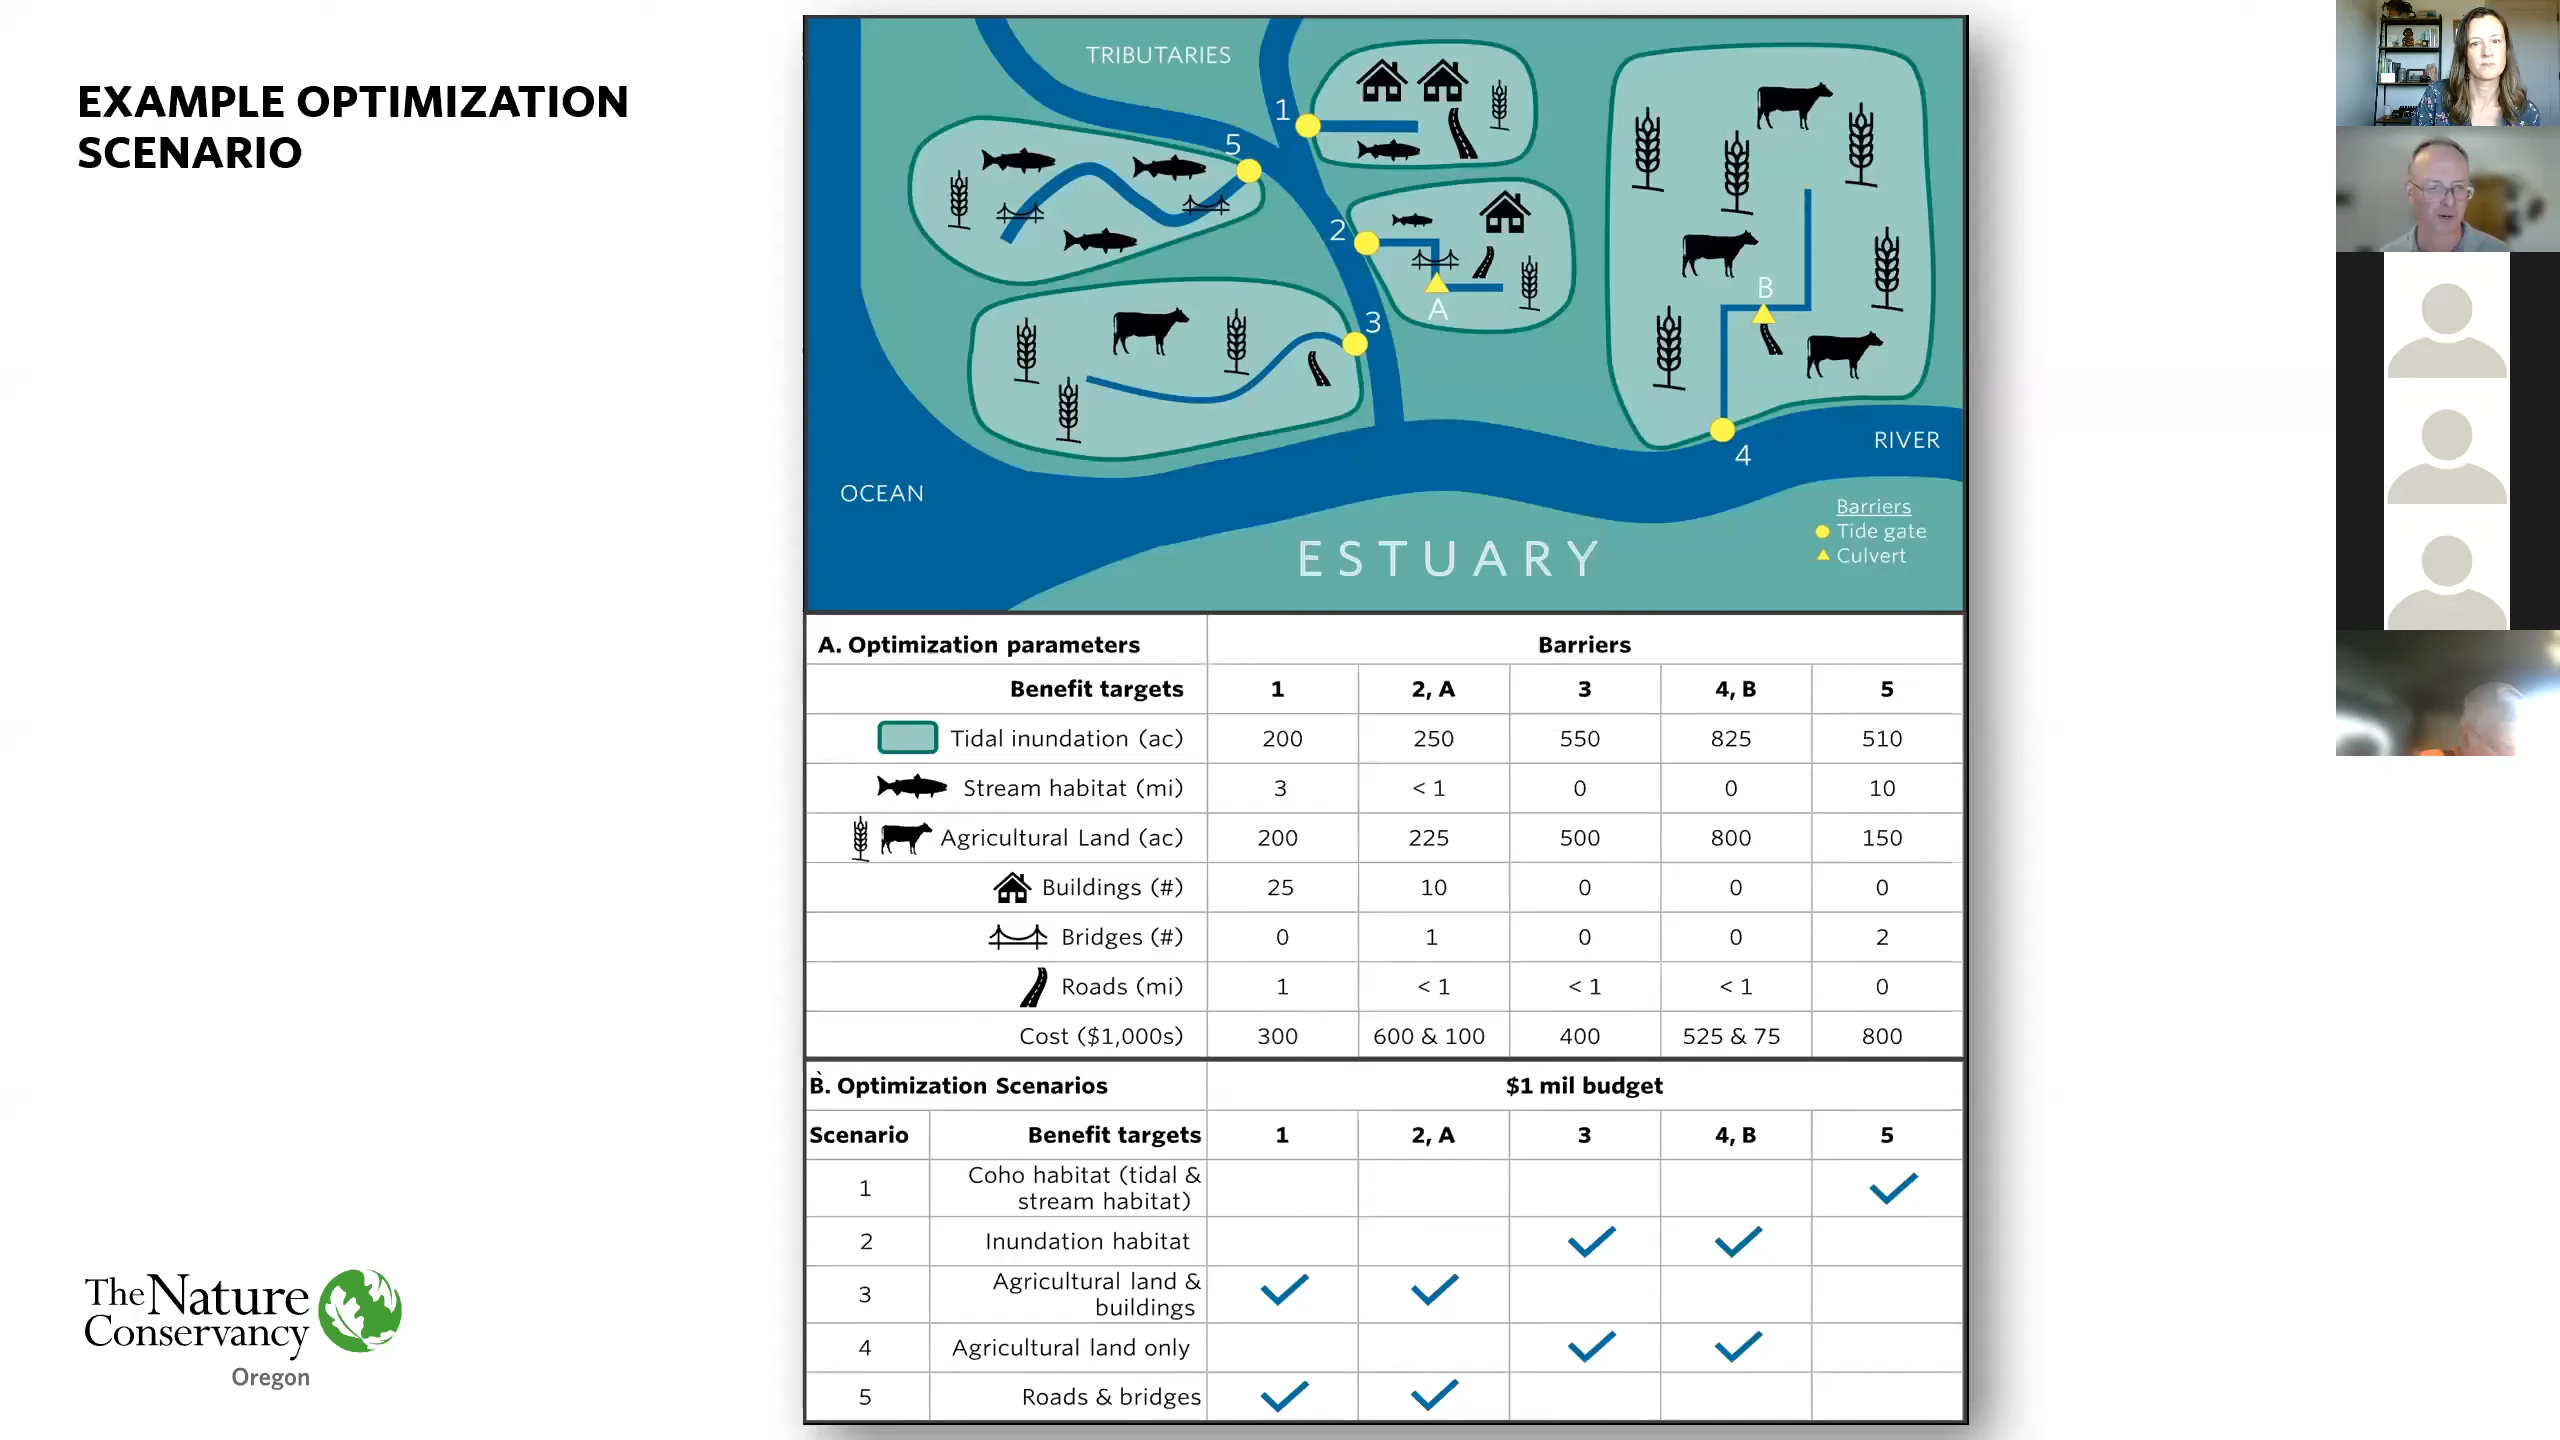 EXAMPLE OPTIMIZATION
SCENARIO
TRIBUTARIES
1
5
2
A
3
B
4
RIVER
OCEAN
ESTUARY
Barriers
Tide gate
Culvert
A. Optimization parameters Barriers
Benefit targets 1 2, A 3 4, B 5
Tidal inundation (ac) 200 250 550 825 510
Stream habitat (mi) 3 < 1 0 0 10
Agricultural Land (ac) 200 225 500 800 150
Buildings (#) 25 10 0 0 0
Bridges (#) 0 1 0 0 2
Roads (mi) 1 < 1 < 1 < 1 0
Cost ($1,000s) 300 600 & 100 400 525 & 75 800
B. Optimization Scenarios $1 mil budget
Scenario Benefit targets 1 2, A 3 4, B 5
1 Coho habitat (tidal &
stream habitat)
2 Inundation habitat
3 Agricultural land &
buildings
4 Agricultural land only
5 Roads & bridges
The Nature
Conservancy
Oregon